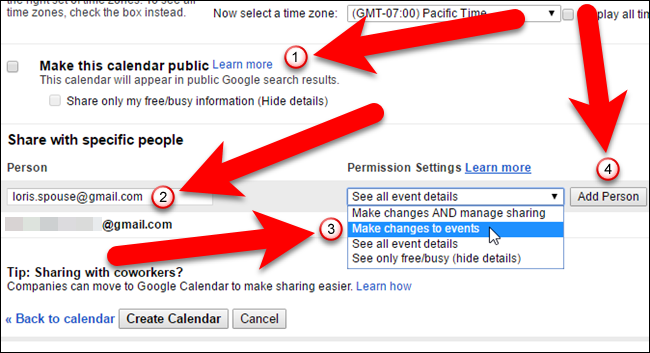 the right set of time zones. To see all
time zones, check the box instead.
Now select a time zone: (GMT-07:00) Pacific Time
play all
1
Make this calendar public Learn more
This calendar will appear in public Google search results.
Share only my free/busy information (Hide details)
Share with specific people
4
Person Permission Settings Learn more
loris.spouse@gmail.com 2 See all event details Add Person
@gmail.com 3 Make changes AND manage sharing
Make changes to events
See all event details
See only free/busy (hide details)
Tip: Sharing with coworkers?
Companies can move to Google Calendar to make sharing easier. Learn how
« Back to calendar Create Calendar Cancel